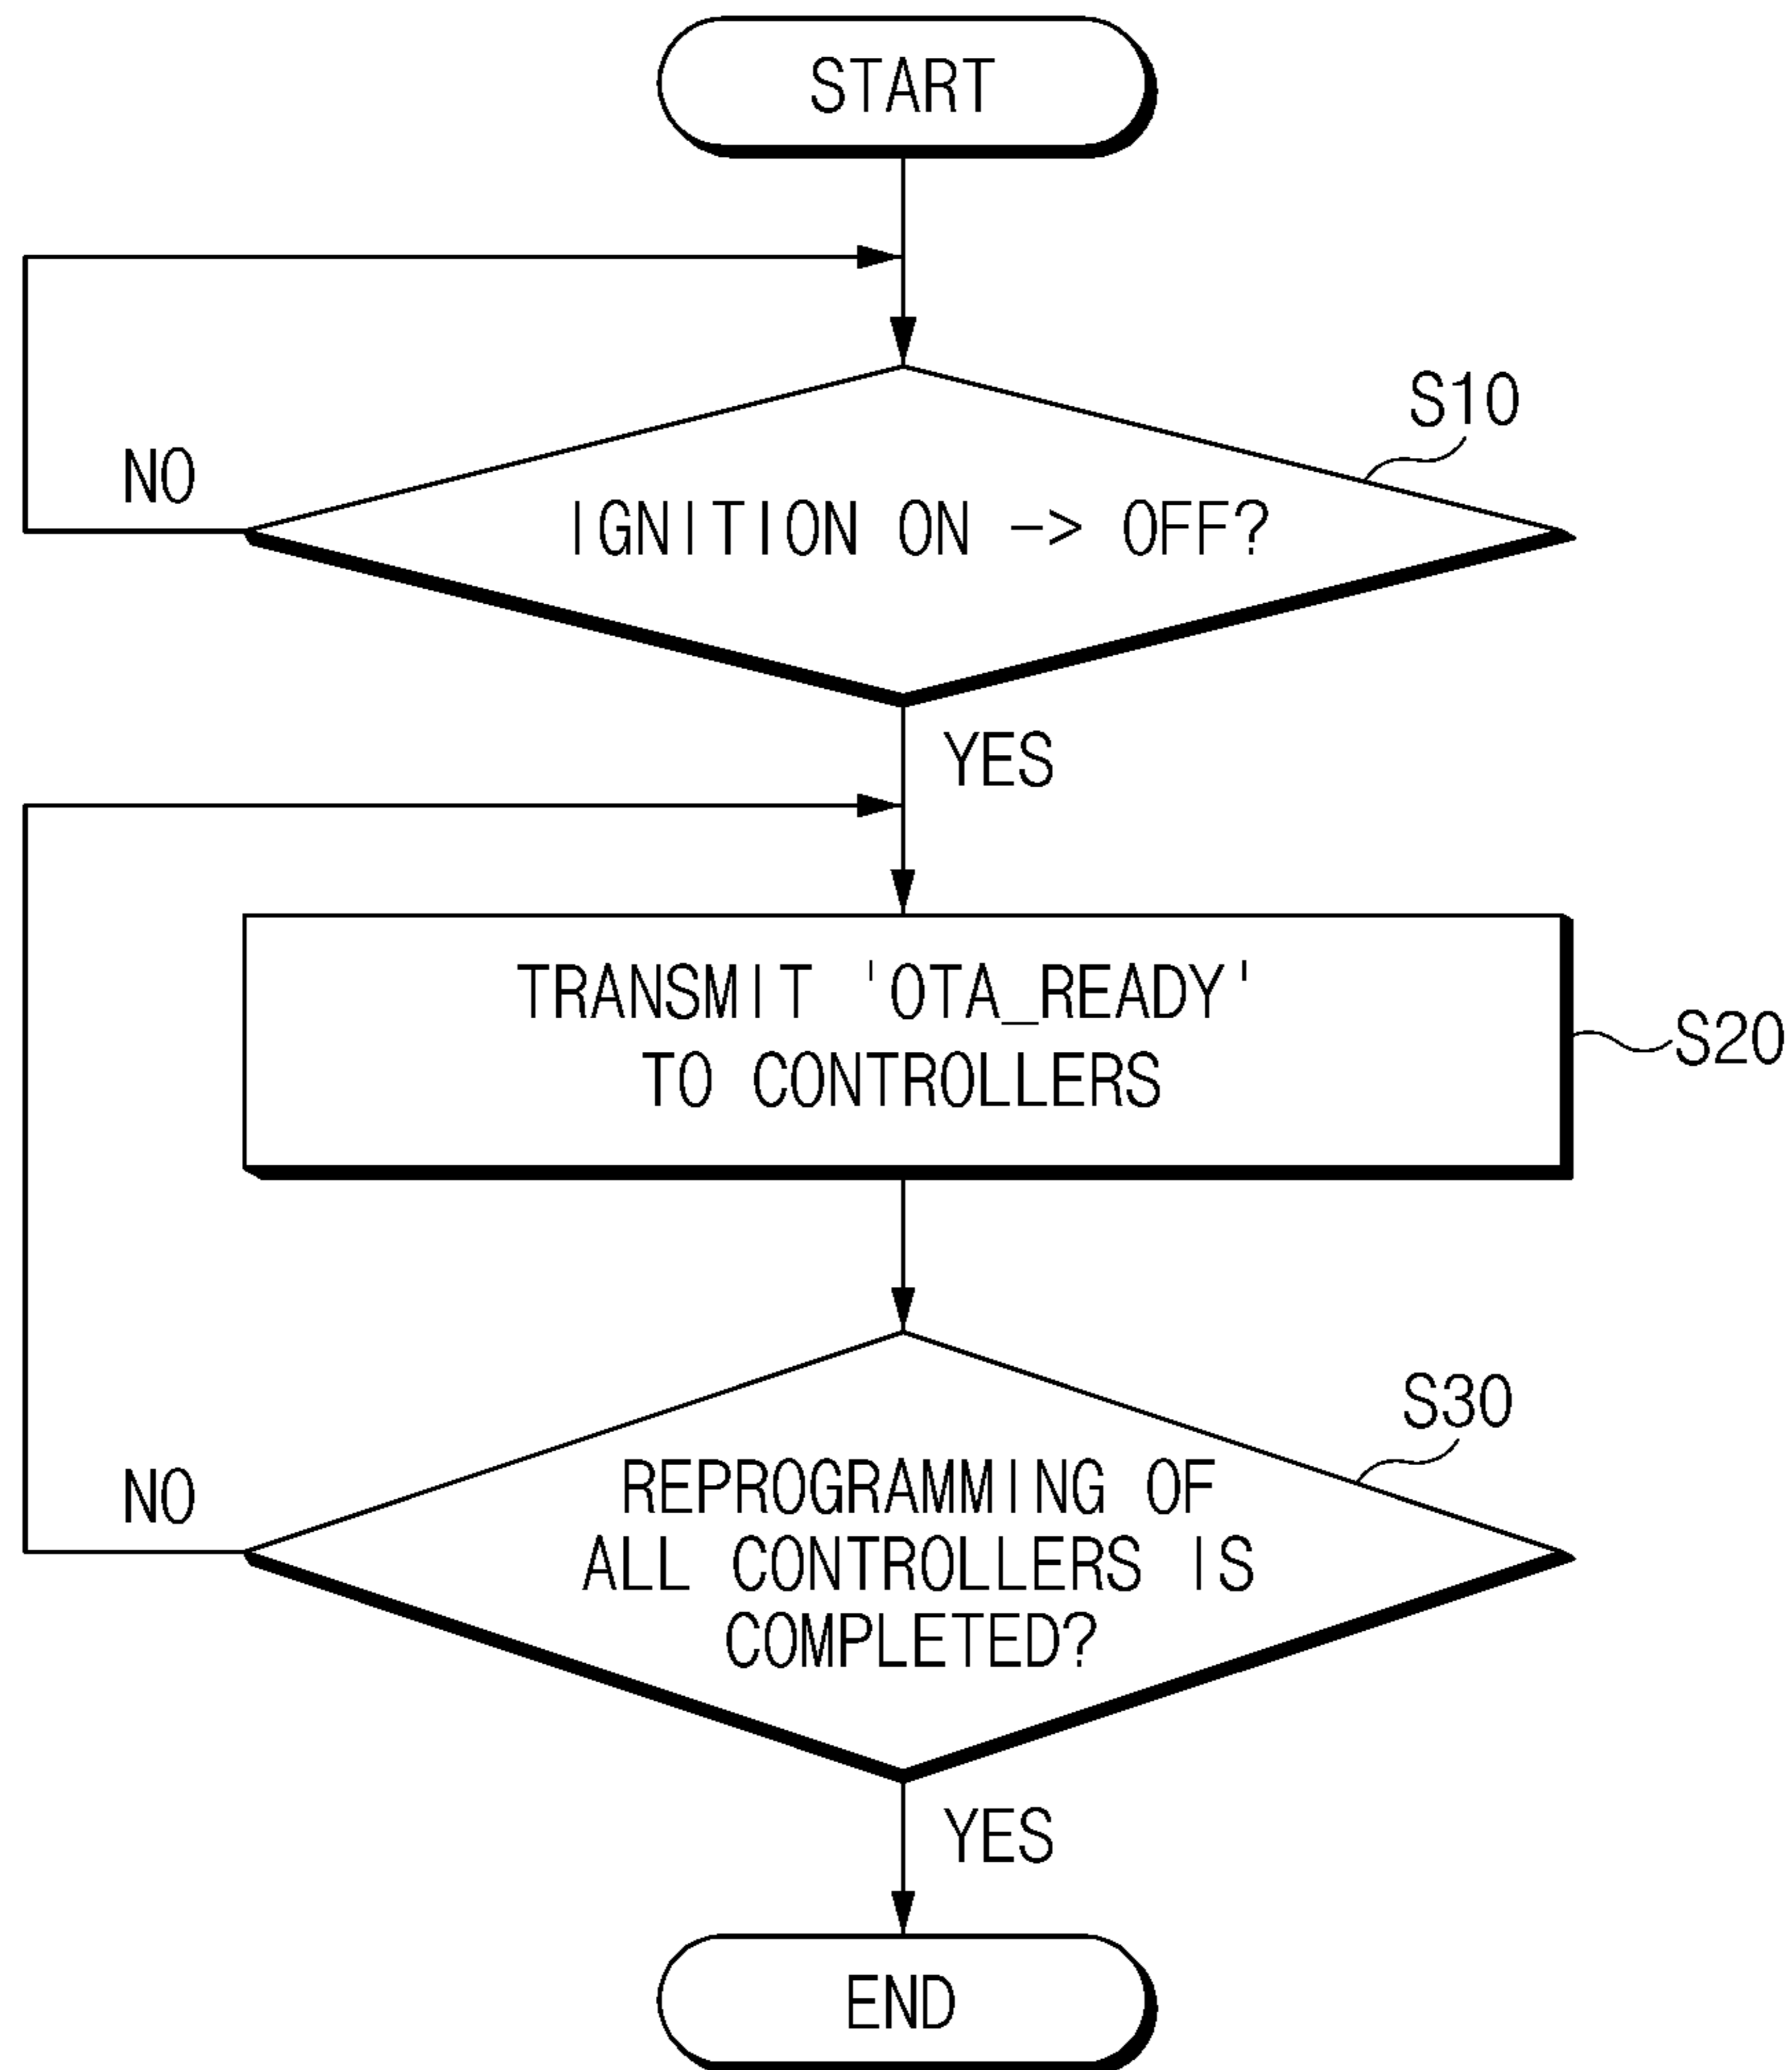 START
S10
NO
IGNITION ON -> OFF?
YES
TRANSMIT 'OTA_READY'
TO CONTROLLERS
S20
S30
NO
REPROGRAMMING OF
ALL CONTROLLERS IS
COMPLETED?
YES
END